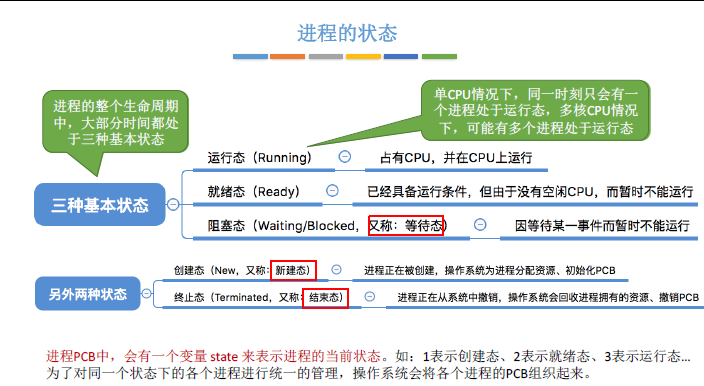 进程的状态
进程的整个生命周期
中，大部分时间都处
于三种基本状态
单CPU情况下，同一时刻只会有一
个进程处于运行态，多核CPU情况
下，可能有多个进程处于运行态
三种基本状态
运行态（Running） 占有CPU，并在CPU上运行
就绪态（Ready） 已经具备运行条件，但由于没有空闲CPU，而暂时不能运行
阻塞态（Waiting/Blocked，又称：等待态） 因等待某一事件而暂时不能运行
另外两种状态
创建态（New，又称：新建态） 进程正在被创建，操作系统为进程分配资源、初始化PCB
终止态（Terminated，又称：结束态） 进程正在从系统中撤销，操作系统会回收进程拥有的资源、撤销PCB
进程PCB中，会有一个变量 state 来表示进程的当前状态。如：1表示创建态、2表示就绪态、3表示运行态…
为了对同一个状态下的各个进程进行统一的管理，操作系统会将各个进程的PCB组织起来。